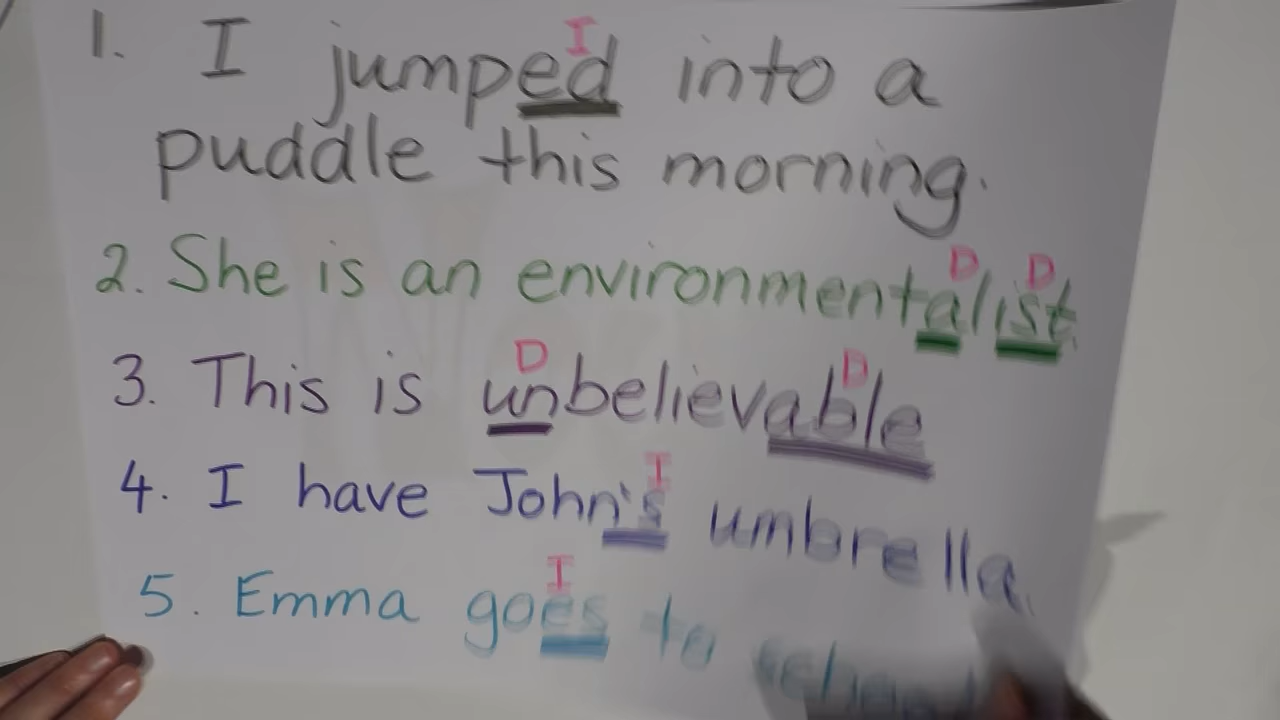 I
1. I jumped into a
puddle this morning.
D D
2. She is an environmentalist.
D D
3. This is unbelievable
I
4. I have John's umbrella.
I
5. Emma goes to school